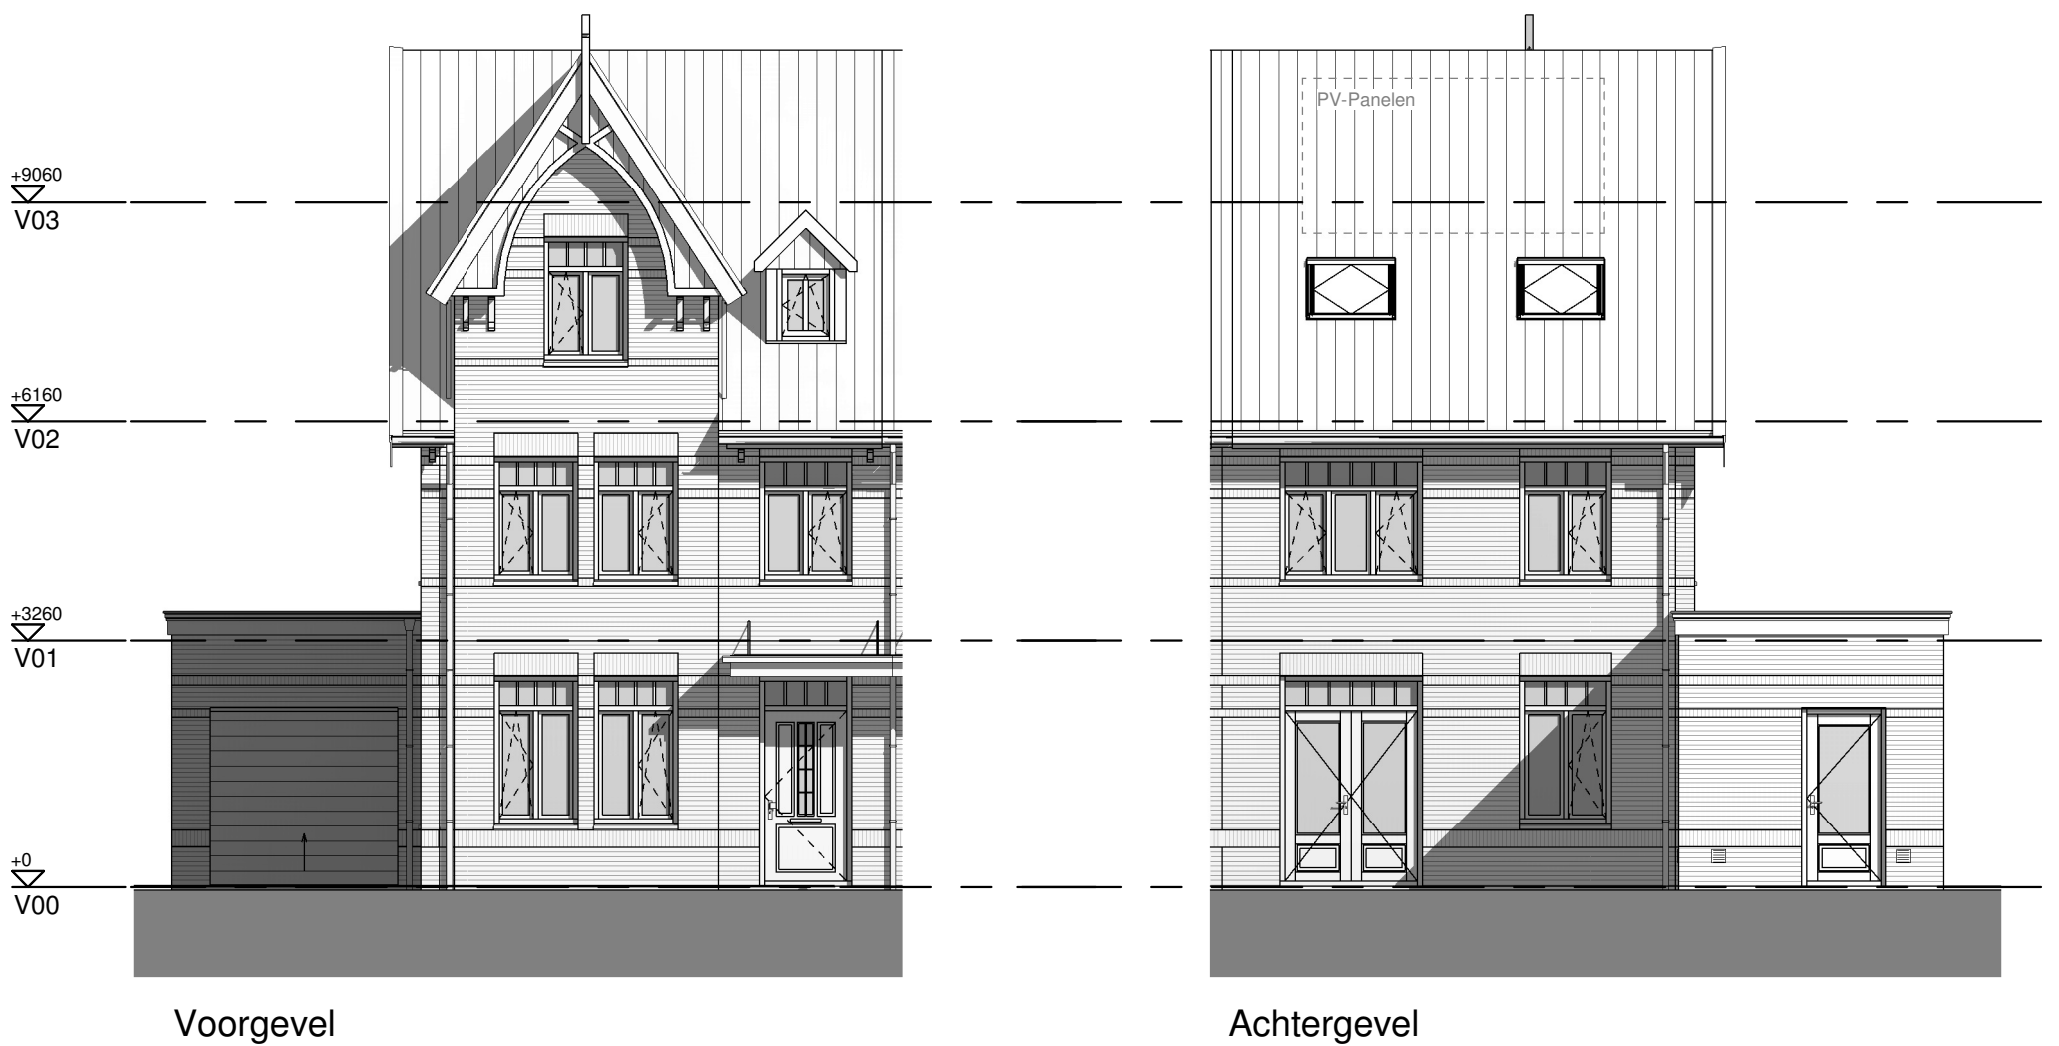 PV-Panelen
+9060
V03
+6160
V02
+3260
V01
+0
V00
Voorgevel
Achtergevel